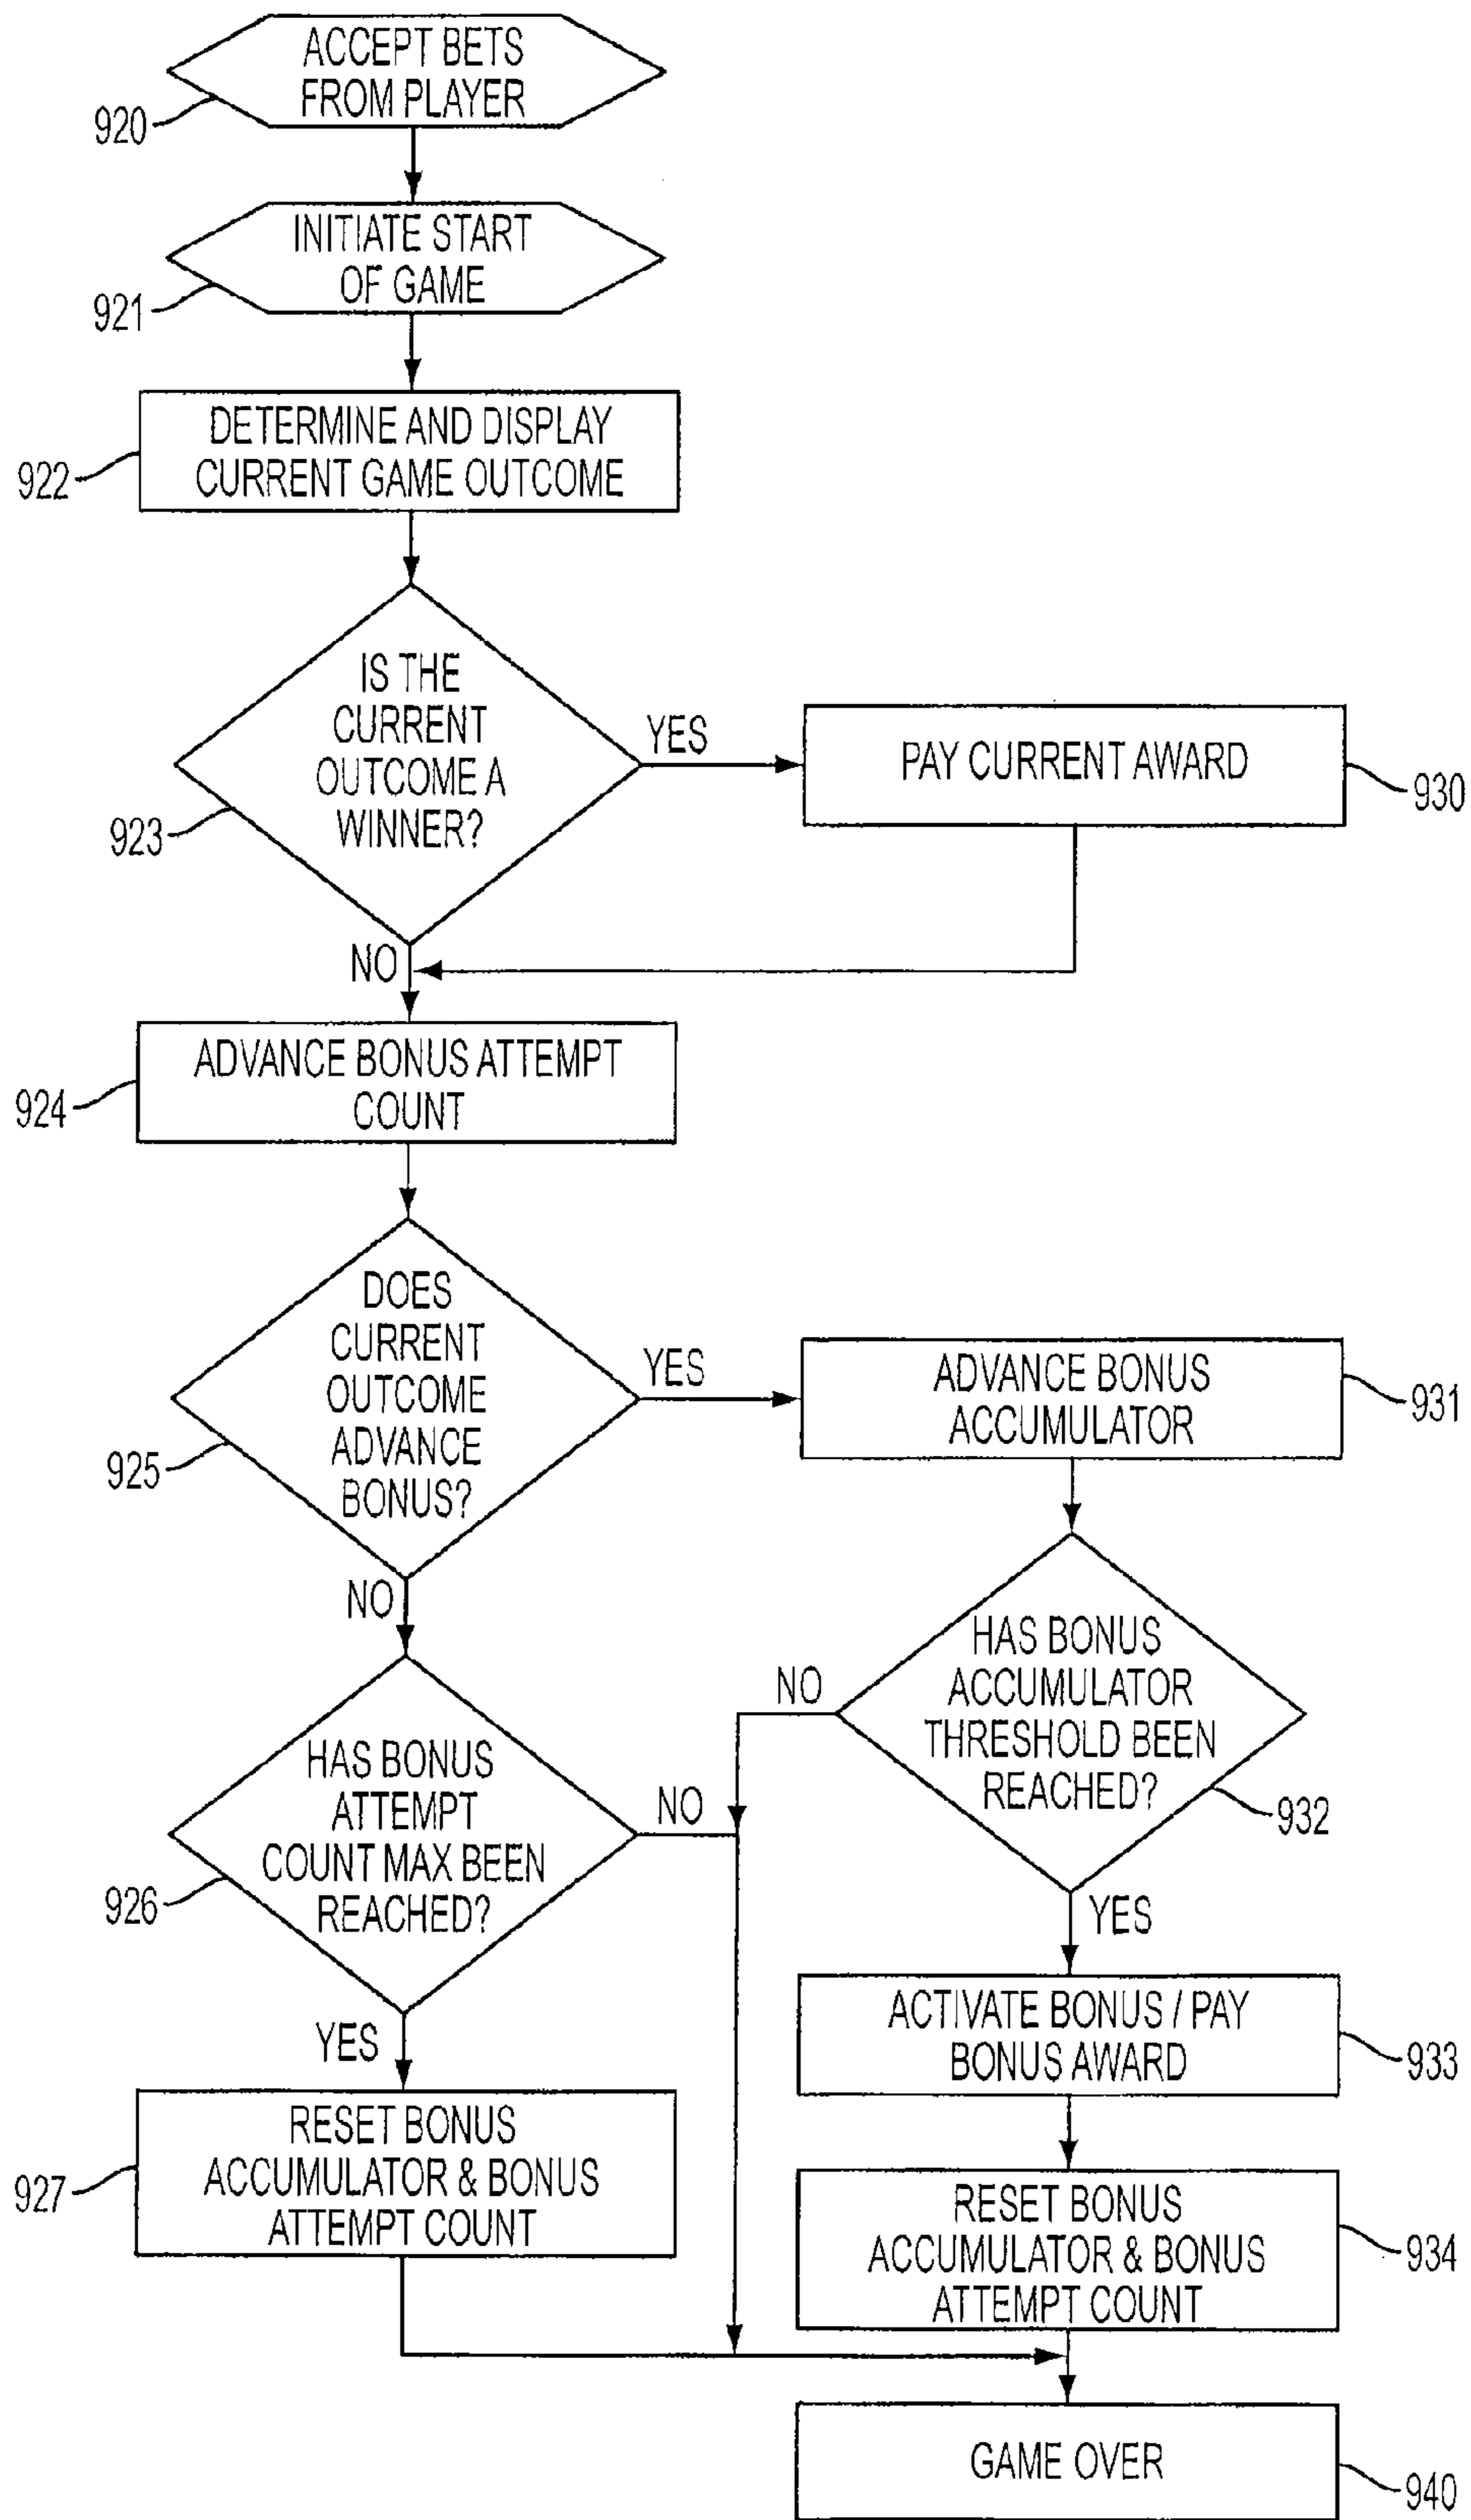 ACCEPT BETS
FROM PLAYER
920
INITIATE START
OF GAME
921
DETERMINE AND DISPLAY
CURRENT GAME OUTCOME
922
IS THE
CURRENT
OUTCOME A
WINNER?
923
YES
PAY CURRENT AWARD
930
NO
ADVANCE BONUS ATTEMPT
COUNT
924
DOES
CURRENT
OUTCOME
ADVANCE
BONUS?
925
YES
ADVANCE BONUS
ACCUMULATOR
931
NO
HAS BONUS
ACCUMULATOR
THRESHOLD BEEN
REACHED?
932
NO
HAS BONUS
ATTEMPT
COUNT MAX BEEN
REACHED?
926
NO
YES
ACTIVATE BONUS / PAY
BONUS AWARD
933
YES
RESET BONUS
ACCUMULATOR & BONUS
ATTEMPT COUNT
927
RESET BONUS
ACCUMULATOR & BONUS
ATTEMPT COUNT
934
GAME OVER
940